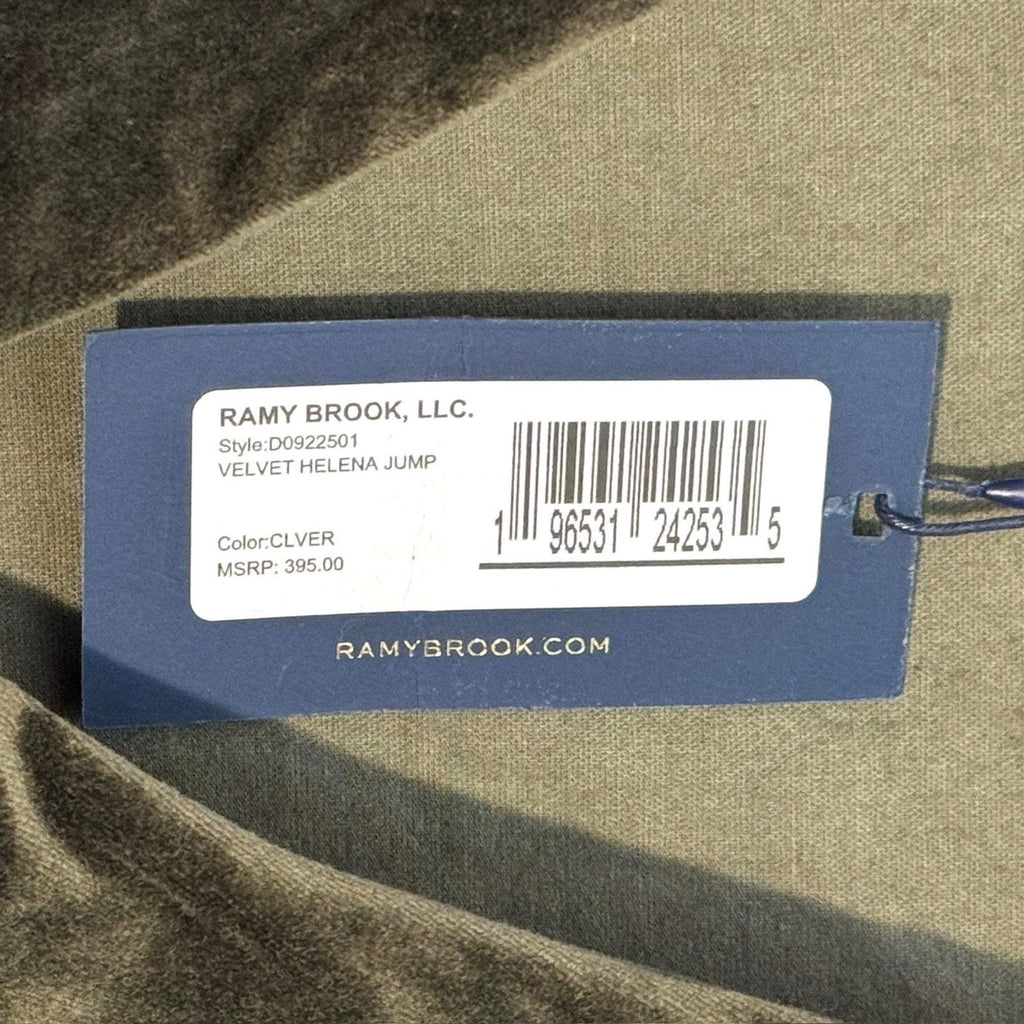 RAMY BROOK, LLC.
Style:D0922501
VELVET HELENA JUMP
Color:CLVER
MSRP: 395.00
1 96531 24253 5
RAMYBROOK.COM